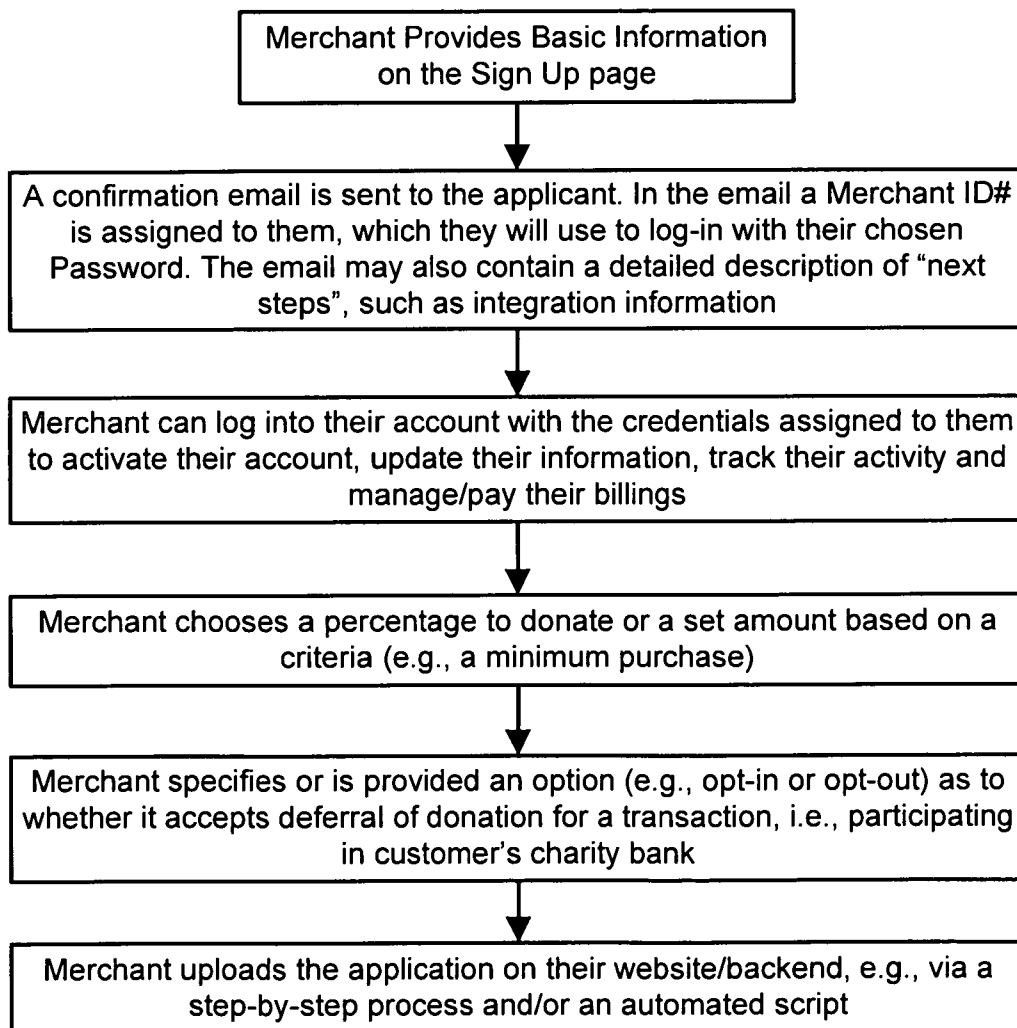 Merchant Provides Basic Information
on the Sign Up page
A confirmation email is sent to the applicant. In the email a Merchant ID#
is assigned to them, which they will use to log-in with their chosen
Password. The email may also contain a detailed description of “next
steps”, such as integration information
Merchant can log into their account with the credentials assigned to them
to activate their account, update their information, track their activity and
manage/pay their billings
Merchant chooses a percentage to donate or a set amount based on a
criteria (e.g., a minimum purchase)
Merchant specifies or is provided an option (e.g., opt-in or opt-out) as to
whether it accepts deferral of donation for a transaction, i.e., participating
in customer’s charity bank
Merchant uploads the application on their website/backend, e.g., via a
step-by-step process and/or an automated script